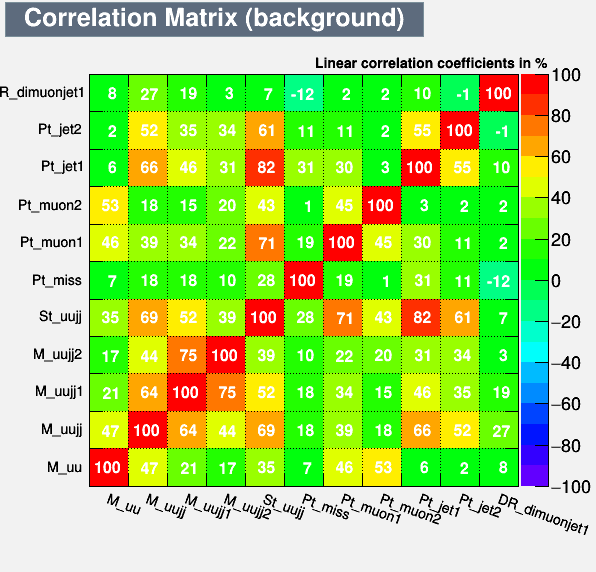 Correlation Matrix (background)
Linear correlation coefficients in %
R_dimuonjet1 8 27 19 3 7 -12 2 2 10 -1 100
Pt_jet2 2 52 35 34 61 11 11 2 55 100 -1
Pt_jet1 6 66 46 31 82 31 30 3 100 55 10
Pt_muon2 53 18 15 20 43 1 45 100 3 2 2
Pt_muon1 46 39 34 22 71 19 100 45 30 11 2
Pt_miss 7 18 18 10 28 100 19 1 31 11 -12
St_uujj 35 69 52 39 100 28 71 43 82 61 7
M_uujj2 17 44 75 100 39 10 22 20 31 34 3
M_uujj1 21 64 100 75 52 18 34 15 46 35 19
M_uujj 47 100 64 44 69 18 39 18 66 52 27
M_uu 100 47 21 17 35 7 46 53 6 2 8
M_uu M_uujj M_uujj1 M_uujj2 St_uujj Pt_miss Pt_muon1 Pt_muon2 Pt_jet1 Pt_jet2 DR_dimuonjet1
100
80
60
40
20
0
−20
−40
−60
−80
−100